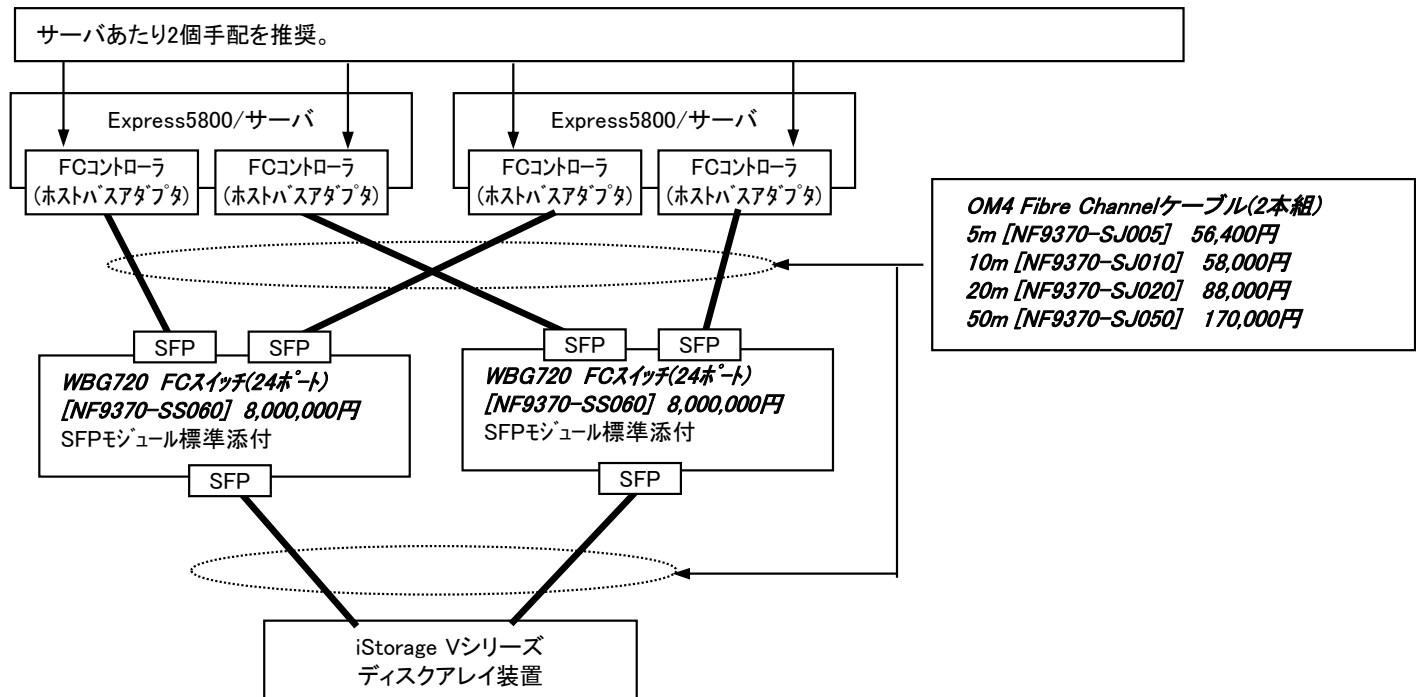 サーバあたり2個手配を推奨。
Express5800/サーバ
Express5800/サーバ
FCコントローラ
(ホストバスアダプタ)
FCコントローラ
(ホストバスアダプタ)
FCコントローラ
(ホストバスアダプタ)
FCコントローラ
(ホストバスアダプタ)
OM4 Fibre Channelケーブル(2本組)
5m [NF9370-SJ005] 56,400円
10m [NF9370-SJ010] 58,000円
20m [NF9370-SJ020] 88,000円
50m [NF9370-SJ050] 170,000円
SFP
SFP
SFP
SFP
WBG720 FCスイッチ(24ポート)
[NF9370-SS060] 8,000,000円
SFPモジュール標準添付
WBG720 FCスイッチ(24ポート)
[NF9370-SS060] 8,000,000円
SFPモジュール標準添付
SFP
SFP
iStorage Vシリーズ
ディスクアレイ装置